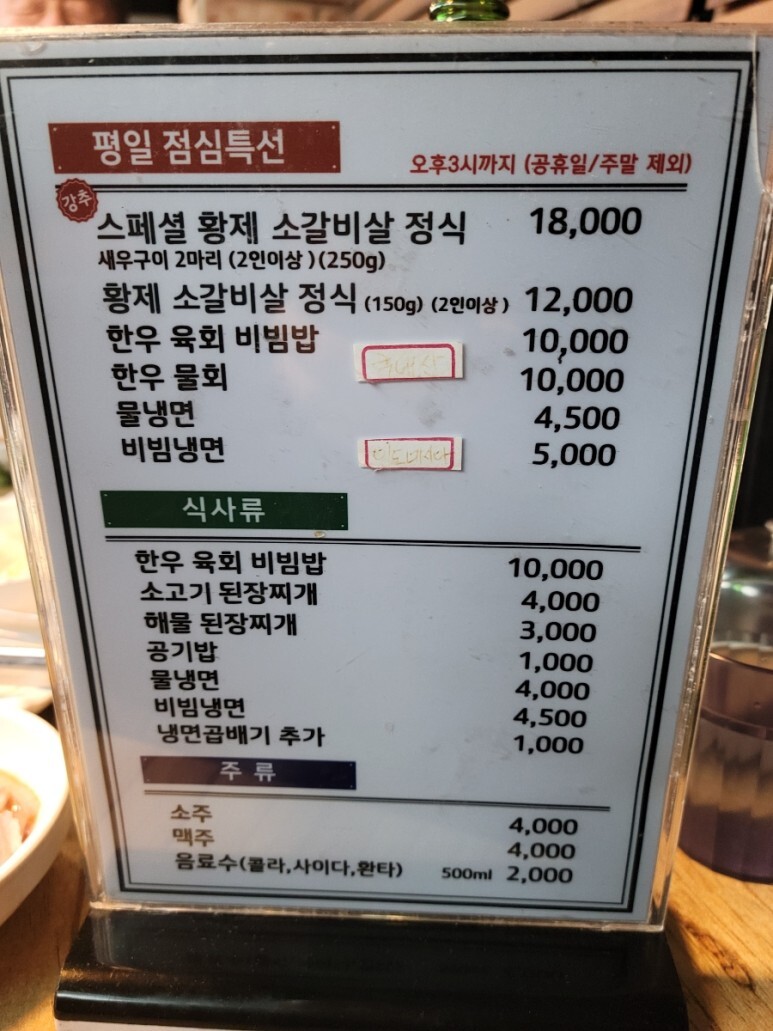 평일 점심특선
오후3시까지 (공휴일/주말 제외)
강추
스페셜 황제 소갈비살 정식 18,000
새우구이 2마리 (2인이상)(250g)
황제 소갈비살 정식 (150g) (2인이상) 12,000
한우 육회 비빔밥 10,000
한우 물회 10,000
물냉면 4,500
비빔냉면 5,000
식사류
한우 육회 비빔밥 10,000
소고기 된장찌개 4,000
해물 된장찌개 3,000
공기밥 1,000
물냉면 4,000
비빔냉면 4,500
냉면곱배기 추가 1,000
주류
소주 4,000
맥주 4,000
음료수(콜라,사이다,환타) 500ml 2,000